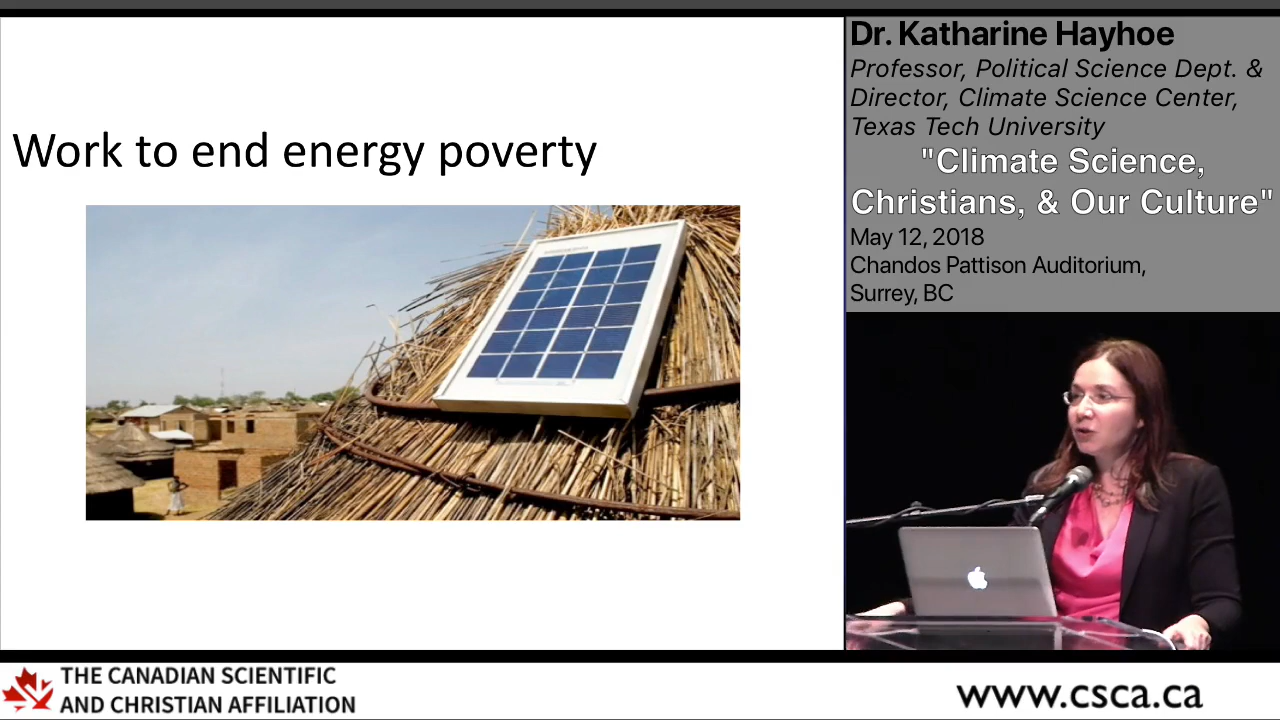 Work to end energy poverty
Dr. Katharine Hayhoe
Professor, Political Science Dept. &
Director, Climate Science Center,
Texas Tech University
"Climate Science,
Christians, & Our Culture"
May 12, 2018
Chandos Pattison Auditorium,
Surrey, BC
THE CANADIAN SCIENTIFIC
AND CHRISTIAN AFFILIATION
www.csca.ca